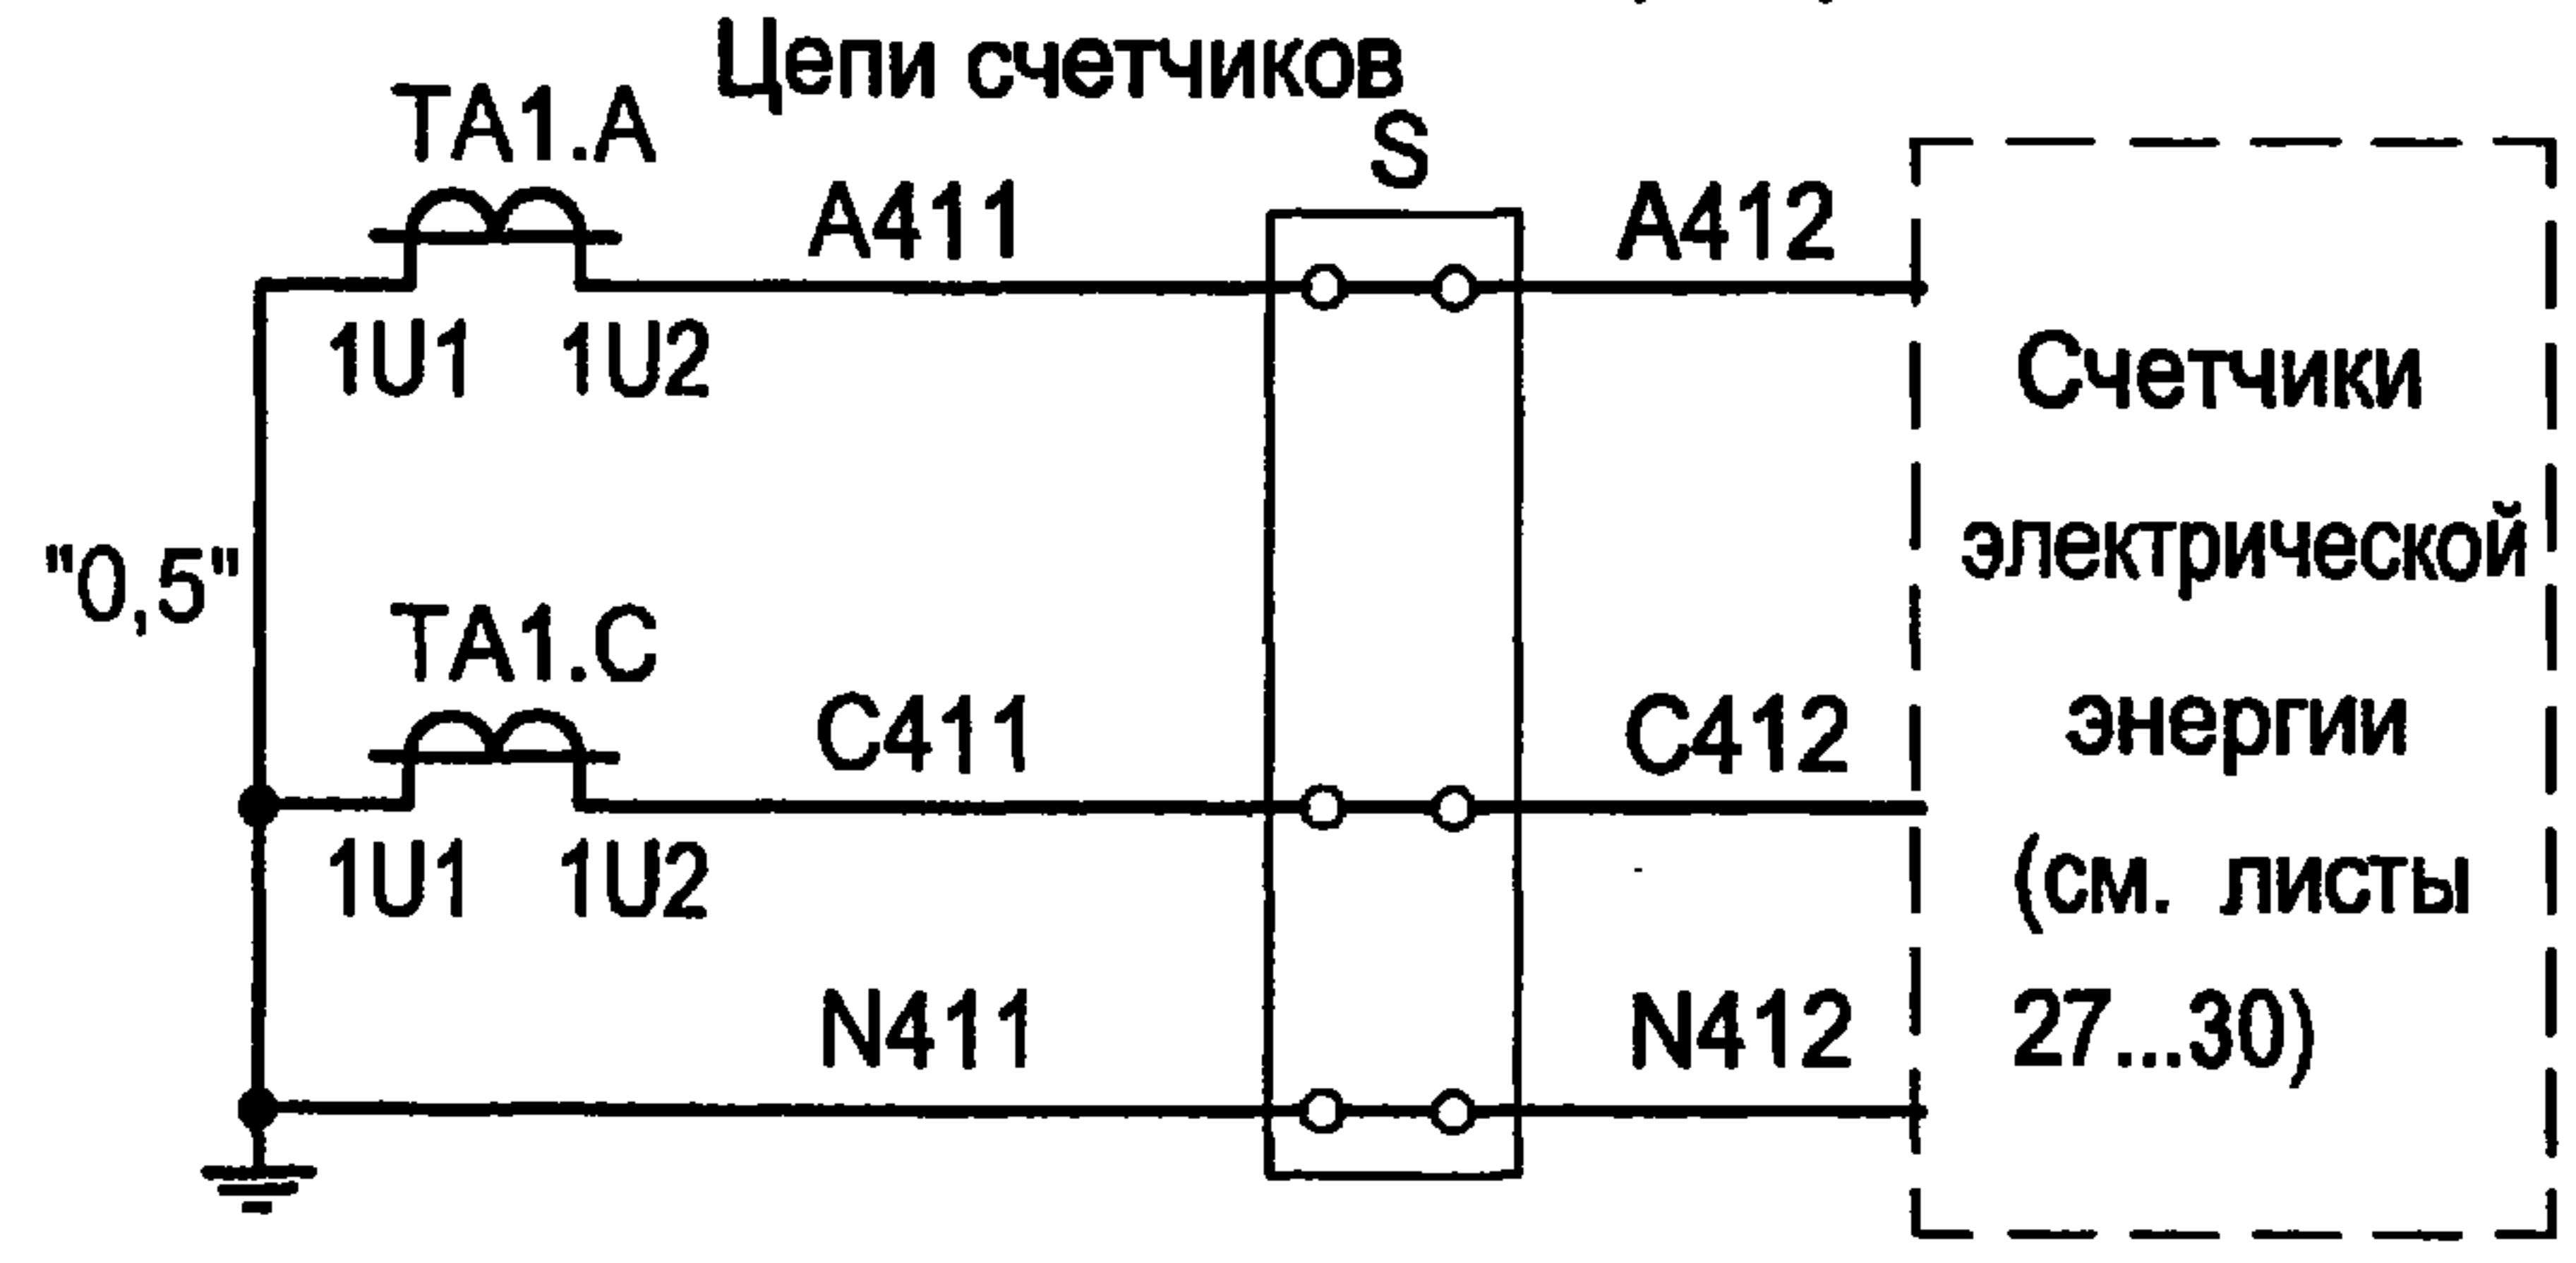 Цепи счетчиков
TA1.A
S
A411
A412
1U1
1U2
Счетчики
электрической
"0,5"
TA1.C
энергии
C411
C412
1U1
1U2
(см. листы
N411
N412
27...30)